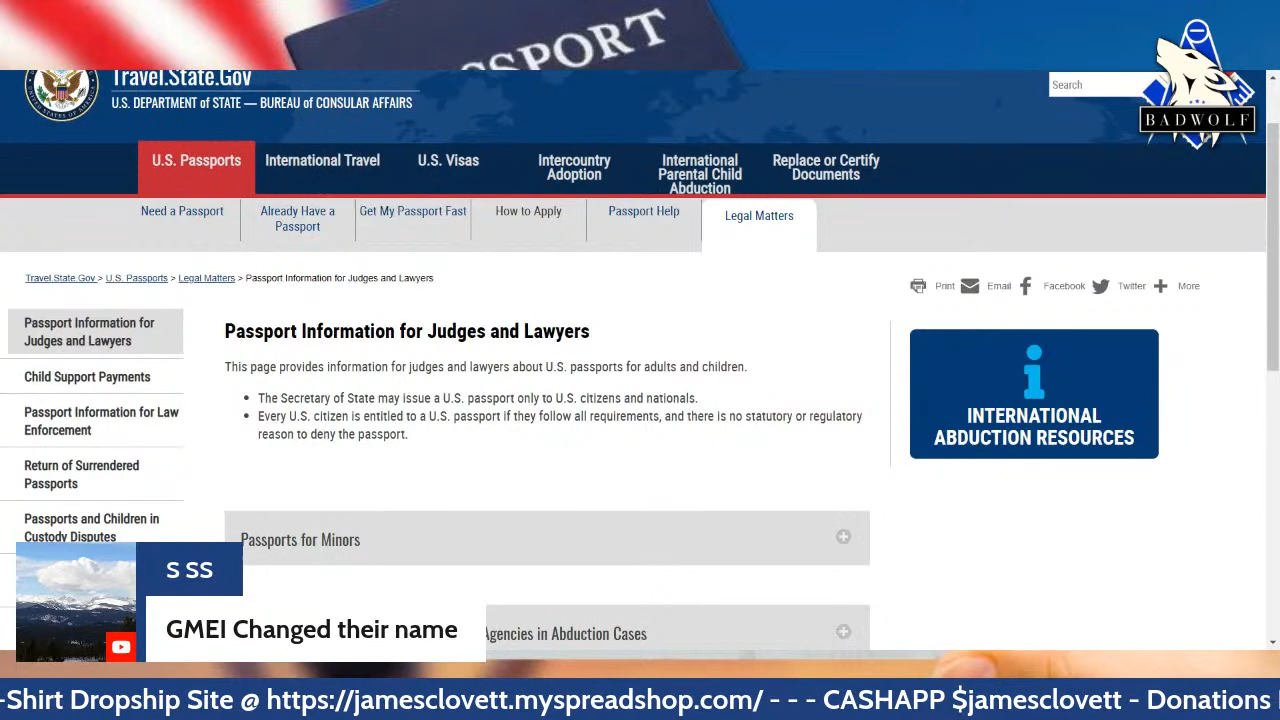 PASSPORT
Travel.State.Gov
U.S. DEPARTMENT of STATE — BUREAU of CONSULAR AFFAIRS
Search
BADWOLF
U.S. Passports
International Travel
U.S. Visas
Intercountry
Adoption
International
Parental Child
Abduction
Replace or Certify
Documents
Need a Passport
Already Have a
Passport
Get My Passport Fast
How to Apply
Passport Help
Legal Matters
Travel.State.Gov > U.S. Passports > Legal Matters > Passport Information for Judges and Lawyers
Print
Email
Facebook
Twitter
More
Passport Information for
Judges and Lawyers
Child Support Payments
Passport Information for Law
Enforcement
Return of Surrendered
Passports
Passports and Children in
Custody Disputes
Passport Information for Judges and Lawyers
This page provides information for judges and lawyers about U.S. passports for adults and children.
The Secretary of State may issue a U.S. passport only to U.S. citizens and nationals.
Every U.S. citizen is entitled to a U.S. passport if they follow all requirements, and there is no statutory or regulatory
reason to deny the passport.
INTERNATIONAL
ABDUCTION RESOURCES
Passports for Minors
Agencies in Abduction Cases
S SS
GMEI Changed their name
-Shirt Dropship Site @ https://jamesclovett.myspreadshop.com/ - - - CASHAPP $jamesclovett - Donations